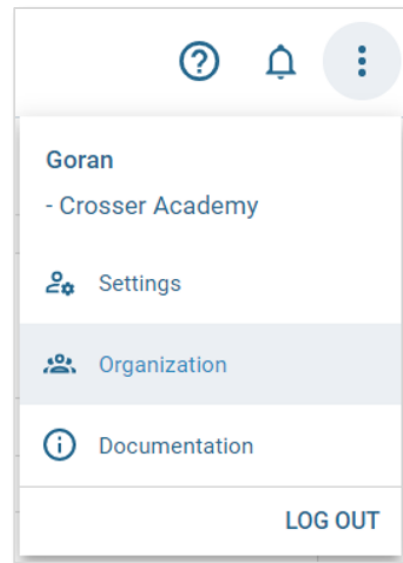 Goran
- Crosser Academy
Settings
Organization
Documentation
LOG OUT